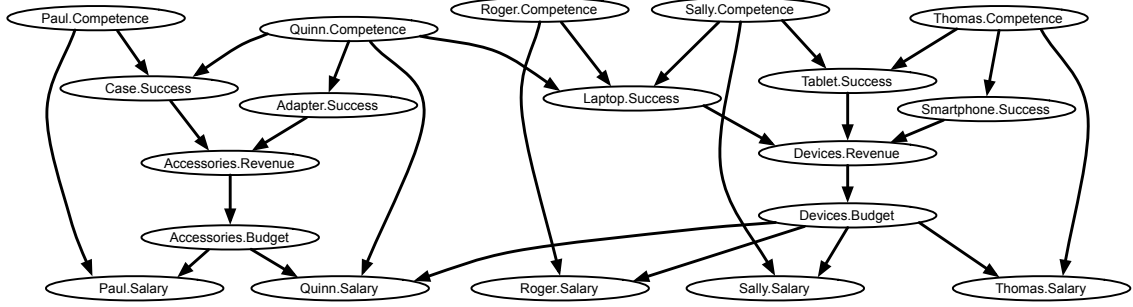 Paul.Competence
Quinn.Competence
Roger.Competence
Sally.Competence
Thomas.Competence
Case.Success
Adapter.Success
Laptop.Success
Tablet.Success
Smartphone.Success
Accessories.Revenue
Devices.Revenue
Accessories.Budget
Devices.Budget
Paul.Salary
Quinn.Salary
Roger.Salary
Sally.Salary
Thomas.Salary